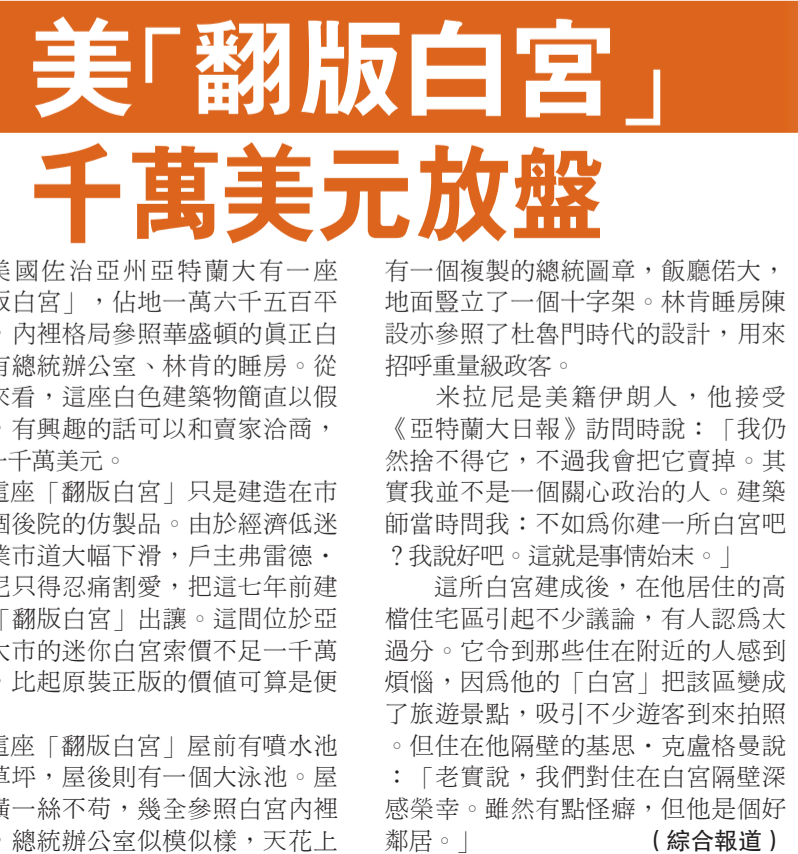 美「翻版白宮」
千萬美元放盤
美國佐治亞州亞特蘭大有一座
版白宮」，佔地一萬六千五百平
，內裡格局參照華盛頓的眞正白
有總統辦公室、林肯的睡房。從
來看，這座白色建築物簡直以假
。有興趣的話可以和賣家洽商，
一千萬美元。
這座「翻版白宮」只是建造在市
個後院的仿製品。由於經濟低迷
業市道大幅下滑，戶主弗雷德・
尼只得忍痛割愛，把這七年前建
「翻版白宮」出讓。這間位於亞
大市的迷你白宮索價不足一千萬
，比起原裝正版的價値可算是便
這座「翻版白宮」屋前有噴水池
草坪，屋後則有一個大泳池。屋
橫一絲不苟，幾全參照白宮內裡
。總統辦公室似模似樣，天花上
有一個複製的總統圖章，飯廳偌大，
地面豎立了一個十字架。林肯睡房陳
設亦參照了杜魯門時代的設計，用來
招呼重量級政客。
米拉尼是美籍伊朗人，他接受
《亞特蘭大日報》訪問時說：「我仍
然捨不得它，不過我會把它賣掉。其
實我並不是一個關心政治的人。建築
師當時問我：不如爲你建一所白宮吧
？我說好吧。這就是事情始末。」
這所白宮建成後，在他居住的高
檔住宅區引起不少議論，有人認爲太
過分。它令到那些住在附近的人感到
煩惱，因爲他的「白宮」把該區變成
了旅遊景點，吸引不少遊客到來拍照
。但住在他隔壁的基思・克盧格曼說
：「老實說，我們對住在白宮隔壁深
感榮幸。雖然有點怪癖，但他是個好
鄰居。」　（綜合報道）